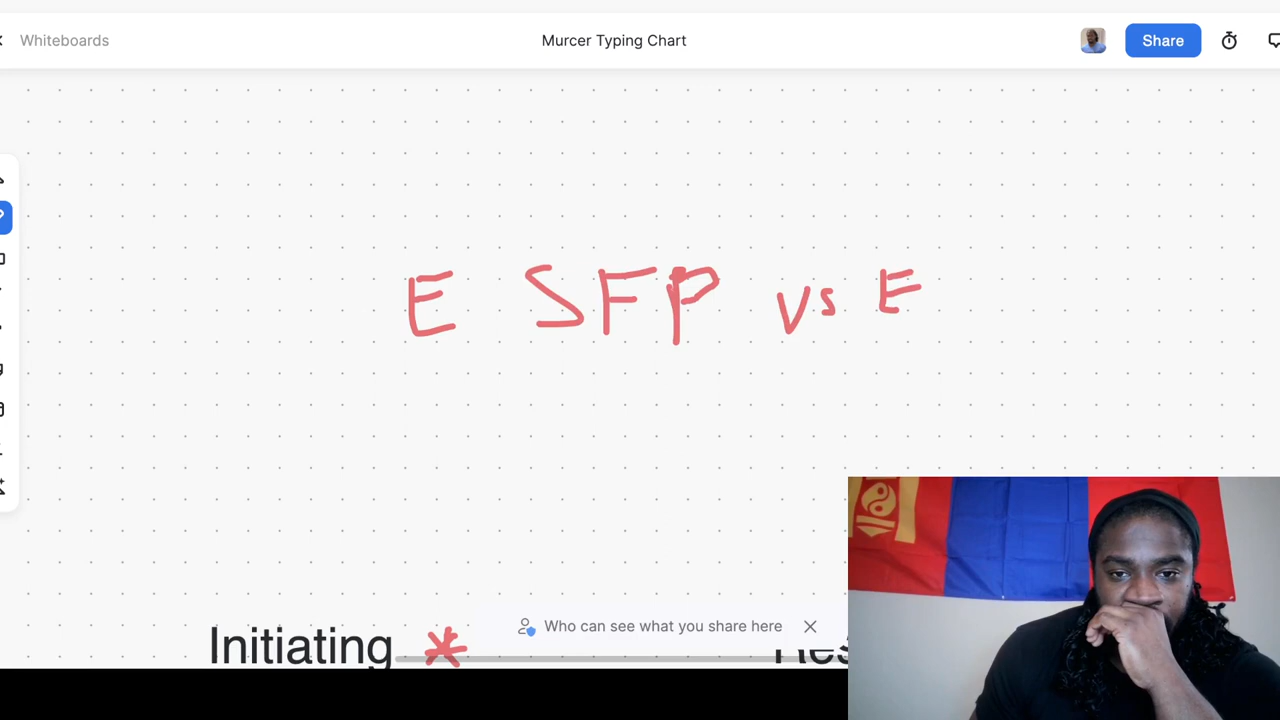 Whiteboards
Murcer Typing Chart
Share
E SFP vs E
Who can see what you share here
Initiating *